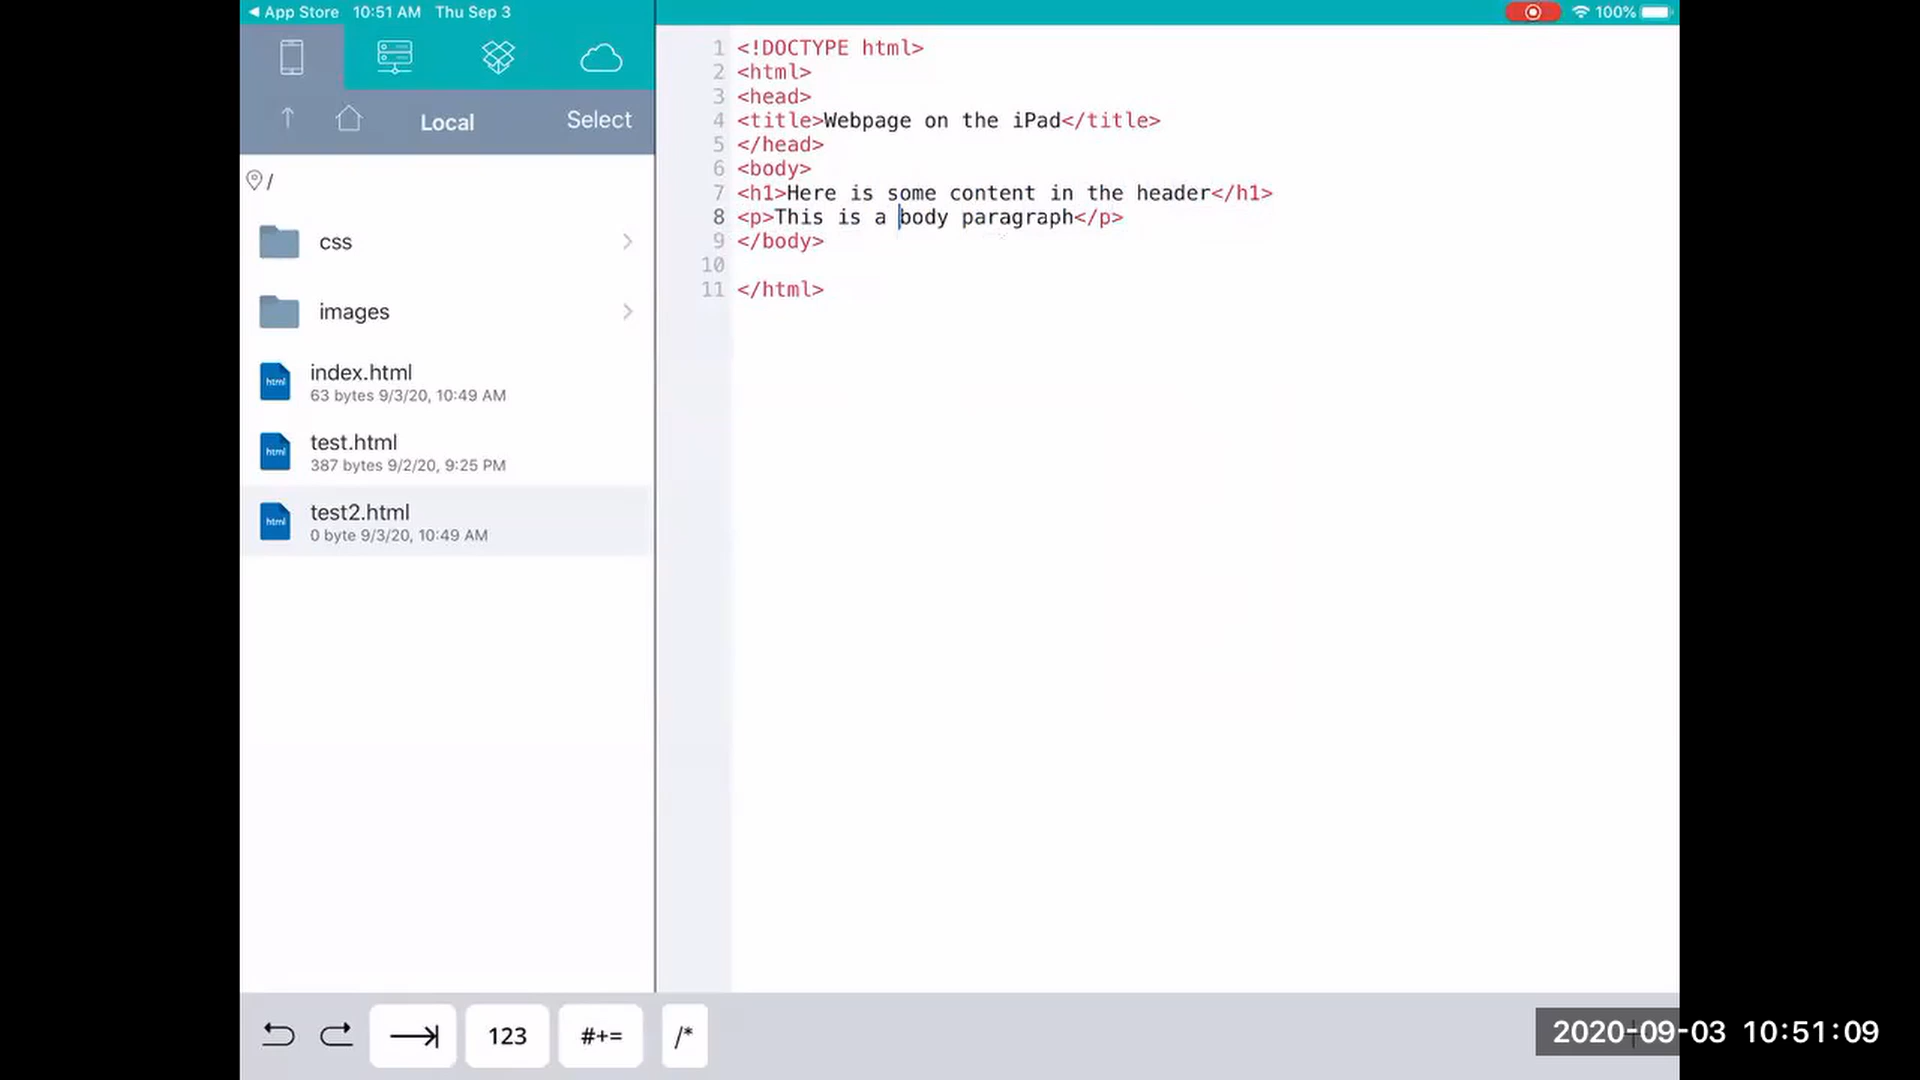 ◀ App Store 10:51 AM Thu Sep 3
100%
Local
Select
/
css
images
html
index.html
63 bytes 9/3/20, 10:49 AM
html
test.html
387 bytes 9/2/20, 9:25 PM
html
test2.html
0 byte 9/3/20, 10:49 AM
1 <!DOCTYPE html>
2 <html>
3 <head>
4 <title>Webpage on the iPad</title>
5 </head>
6 <body>
7 <h1>Here is some content in the header</h1>
8 <p>This is a body paragraph</p>
9 </body>
10
11 </html>
123
#+=
/*
2020-09-03 10:51:09